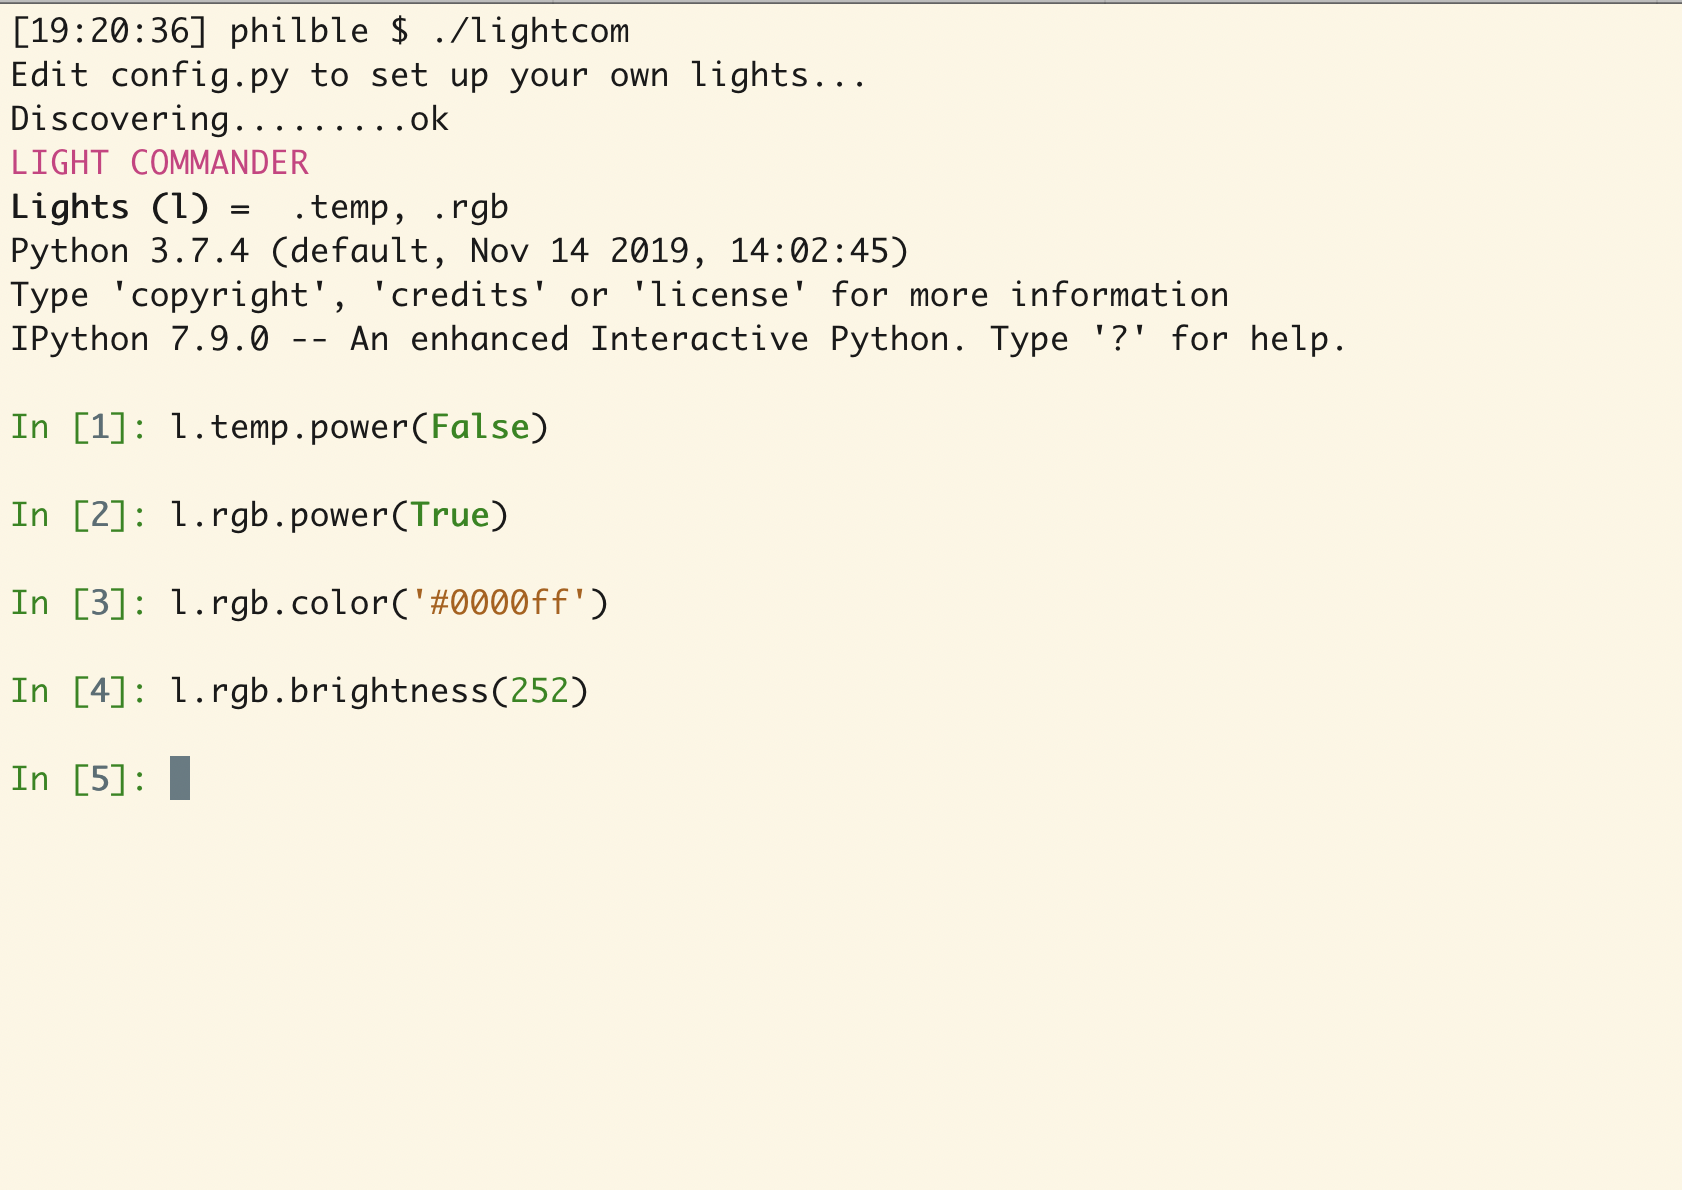 [19:20:36] philble $ ./lightcom
Edit config.py to set up your own lights...
Discovering.........ok
LIGHT COMMANDER
Lights (l) =  .temp, .rgb
Python 3.7.4 (default, Nov 14 2019, 14:02:45)
Type 'copyright', 'credits' or 'license' for more information
IPython 7.9.0 -- An enhanced Interactive Python. Type '?' for help.
In [1]: l.temp.power(False)
In [2]: l.rgb.power(True)
In [3]: l.rgb.color('#0000ff')
In [4]: l.rgb.brightness(252)
In [5]: